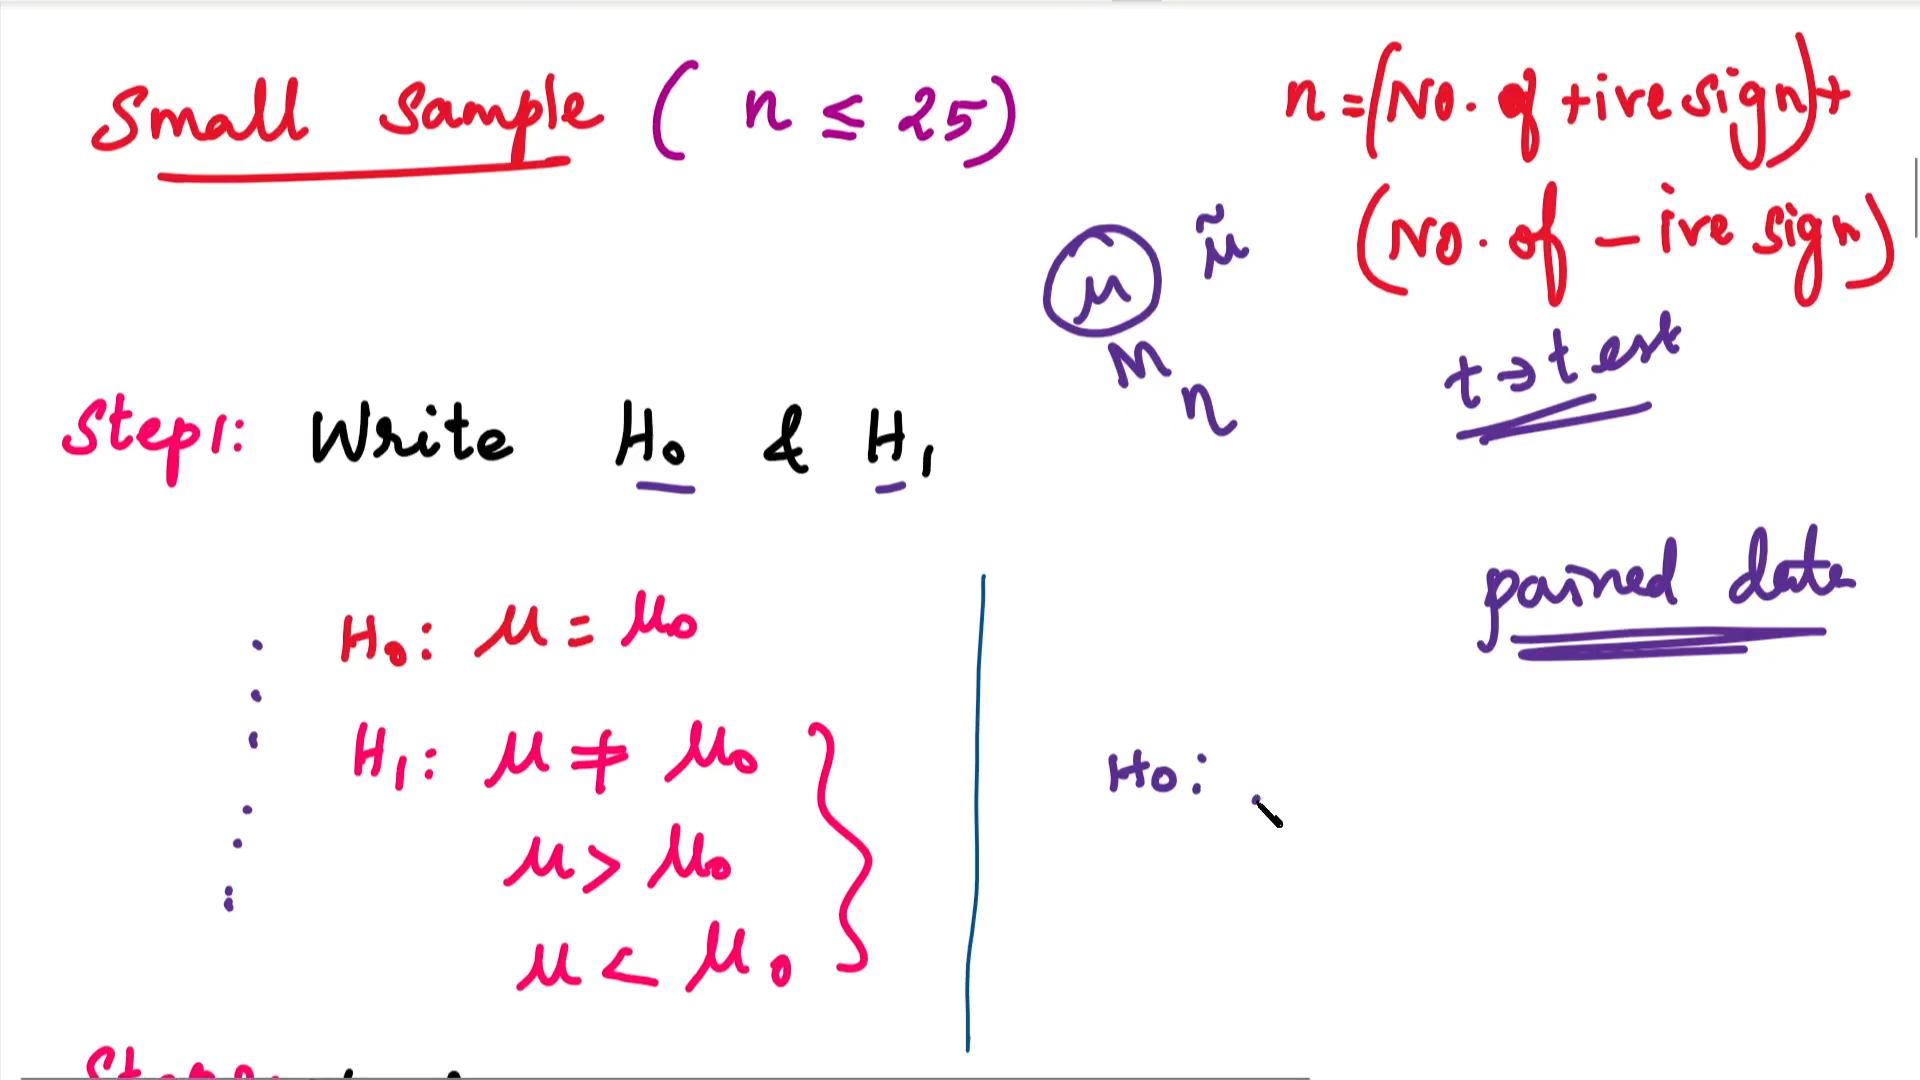 Small Sample ( n ≤ 25)
n = (No. of +ive sign) +
(No. of - ive sign)
μ μ̃
M
η
t → test
Step1: Write H₀ & H₁
paired data
H₀: μ = μ₀
H₁: μ ≠ μ₀
μ > μ₀
μ < μ₀
H₀: